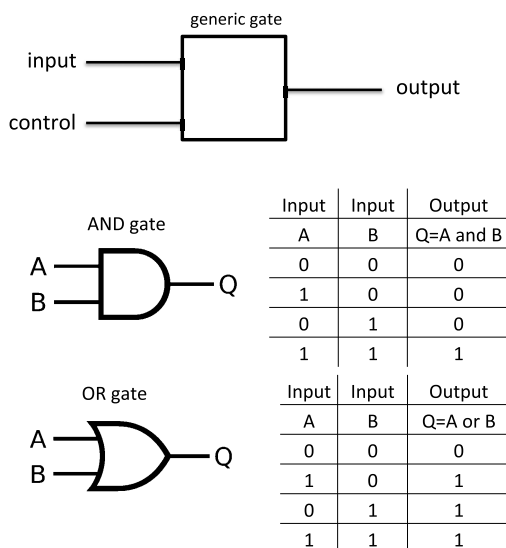 generic gate
input
output
control
AND gate
A
B
Q
Input Input Output
A B Q=A and B
0 0 0
1 0 0
0 1 0
1 1 1
OR gate
A
B
Q
Input Input Output
A B Q=A or B
0 0 0
1 0 1
0 1 1
1 1 1